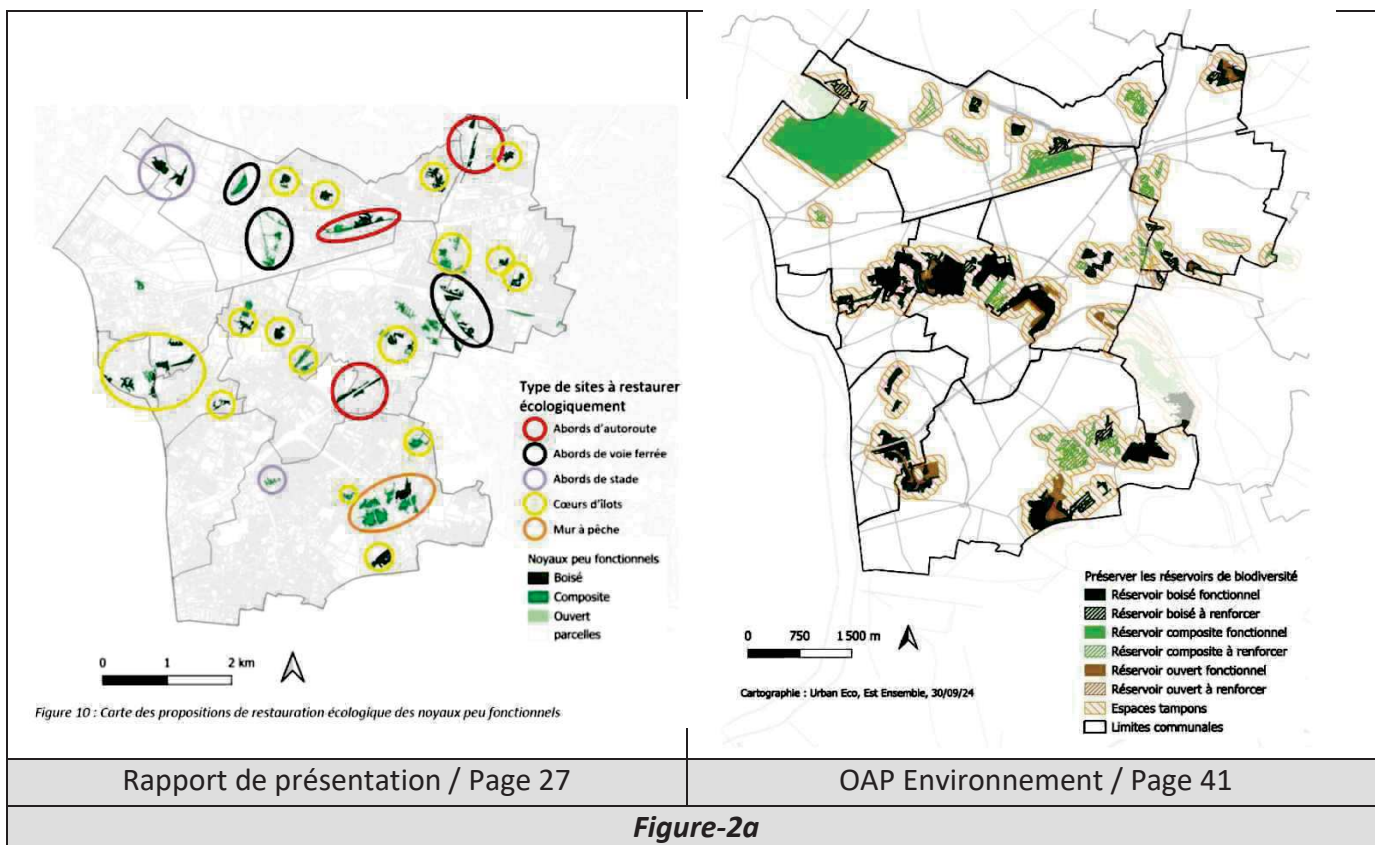 Type de sites à restaurer
écologiquement
Abords d'autoroute
Abords de voie ferrée
Abords de stade
Cœurs d'îlots
Mur à pêche
Noyaux peu fonctionnels
Boisé
Composite
Ouvert
parcelles
0 1 2 km
Figure 10 : Carte des propositions de restauration écologique des noyaux peu fonctionnels
Préserver les réservoirs de biodiversité
Réservoir boisé fonctionnel
Réservoir boisé à renforcer
Réservoir composite fonctionnel
Réservoir composite à renforcer
Réservoir ouvert fonctionnel
Réservoir ouvert à renforcer
Espaces tampons
Limites communales
0 750 1 500 m
Cartographie : Urban Eco, Est Ensemble, 30/09/24
Rapport de présentation / Page 27
OAP Environnement / Page 41
Figure-2a